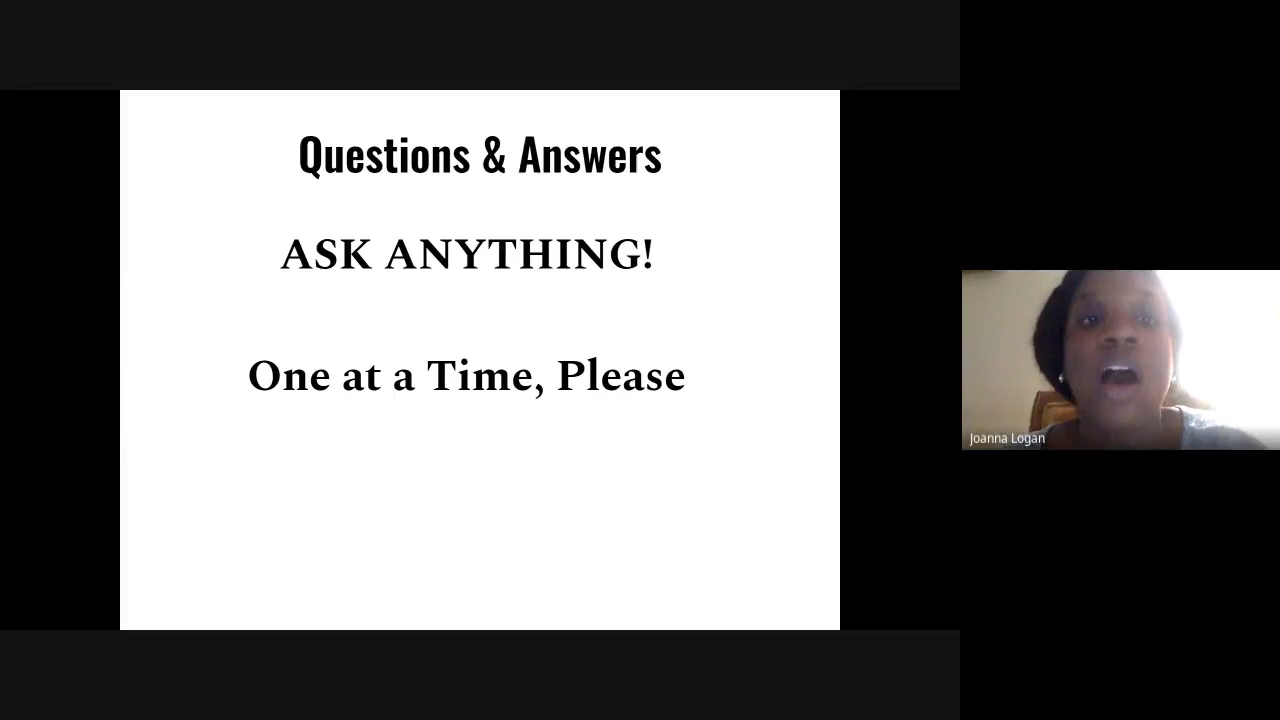 Questions & Answers
ASK ANYTHING!
One at a Time, Please
Joanna Logan